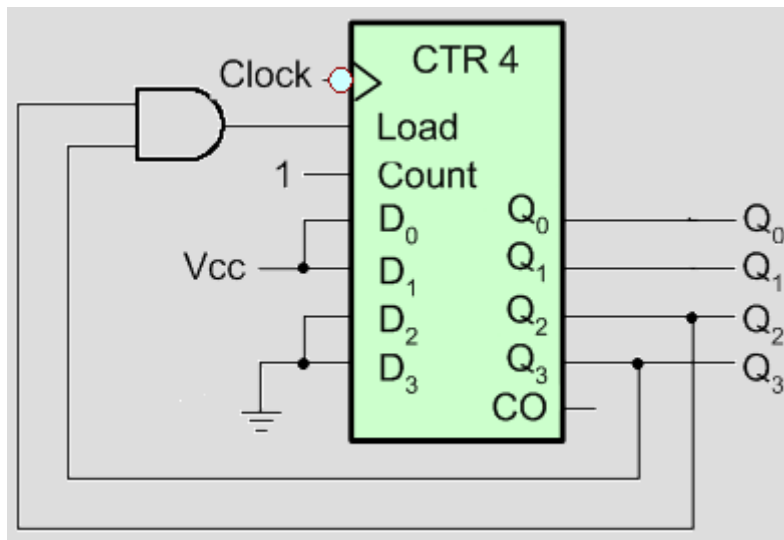 CTR 4
Clock
Load
1 Count
D₀ Q₀ Q₀
Vcc D₁ Q₁ Q₁
D₂ Q₂ Q₂
D₃ Q₃ Q₃
CO